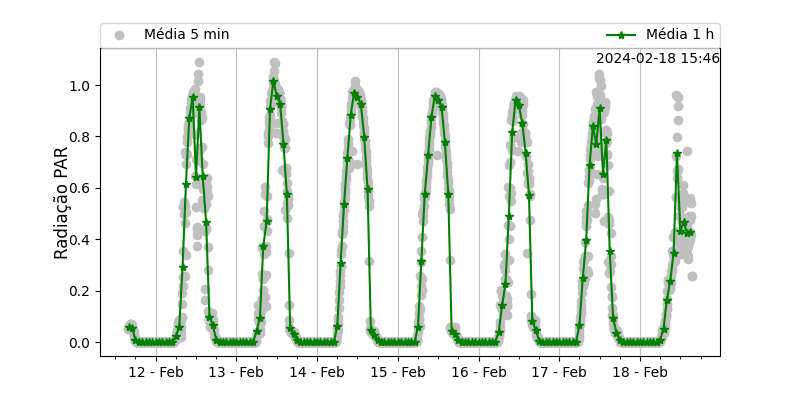 Média 5 min
Média 1 h
2024-02-18 15:46
Radiação PAR
1.0
0.8
0.6
0.4
0.2
0.0
12 - Feb
13 - Feb
14 - Feb
15 - Feb
16 - Feb
17 - Feb
18 - Feb